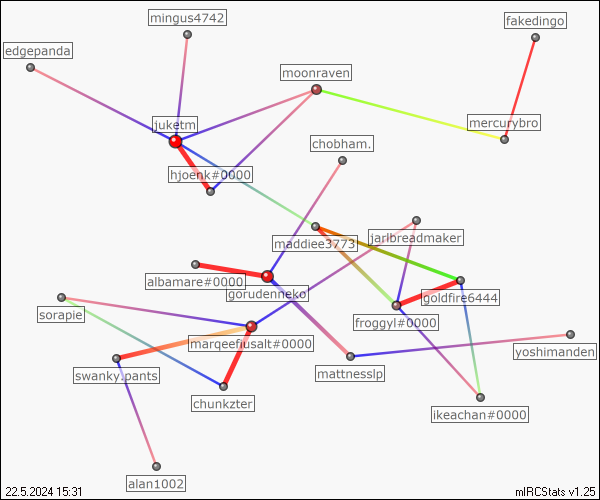 mingus4742
fakedingo
edgepanda
moonraven
juketm
mercurybro
chobham.
hjoenk#0000
maddiee3773
jarlbreadmaker
albamare#0000
gorudenneko
goldfire6444
sorapie
froggyl#0000
marqeefiusalt#0000
yoshimanden
swanky.pants
mattnesslp
chunkzter
ikeachan#0000
alan1002
22.5.2024 15:31
mIRCStats v1.25